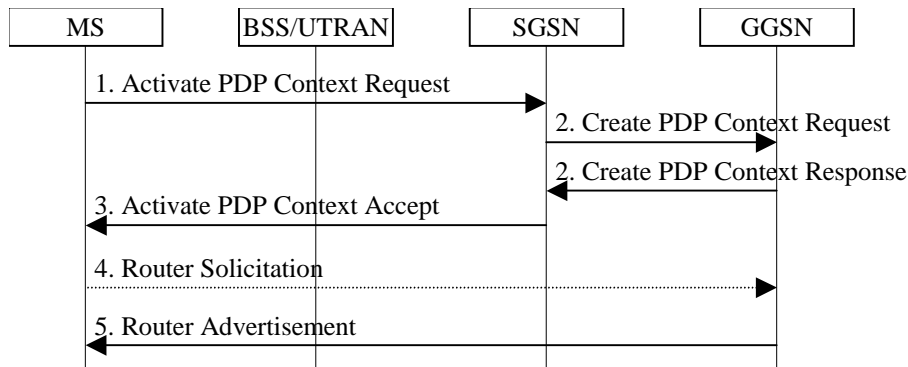 MS BSS/UTRAN SGSN GGSN
1. Activate PDP Context Request
2. Create PDP Context Request
2. Create PDP Context Response
3. Activate PDP Context Accept
4. Router Solicitation
5. Router Advertisement